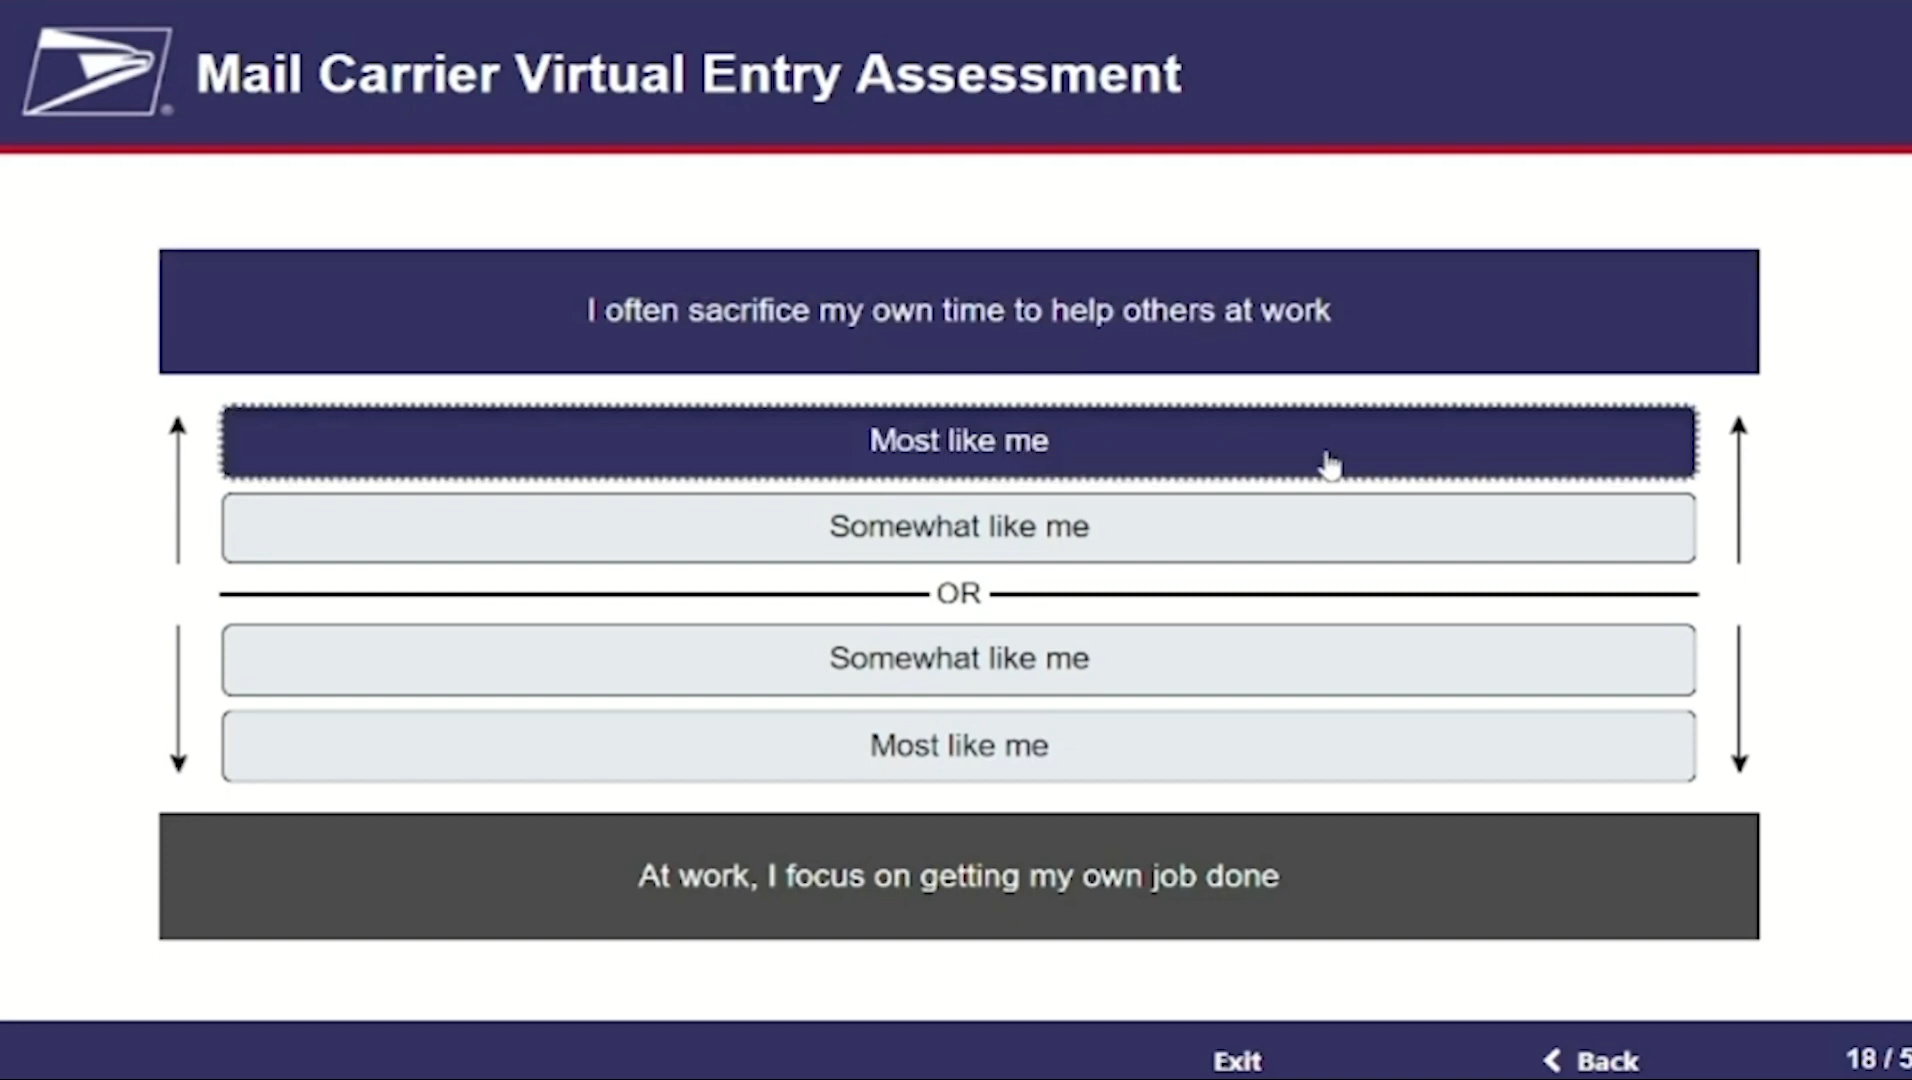 Mail Carrier Virtual Entry Assessment
I often sacrifice my own time to help others at work
Most like me
Somewhat like me
OR
Somewhat like me
Most like me
At work, I focus on getting my own job done
Exit
Back
18 / 5